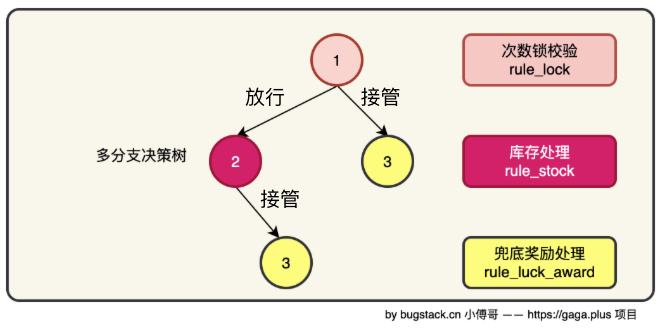 1
次数锁校验
rule_lock
放行
接管
多分支决策树
2
3
库存处理
rule_stock
接管
3
兜底奖励处理
rule_luck_award
by bugstack.cn 小傅哥 —— https://gaga.plus 项目